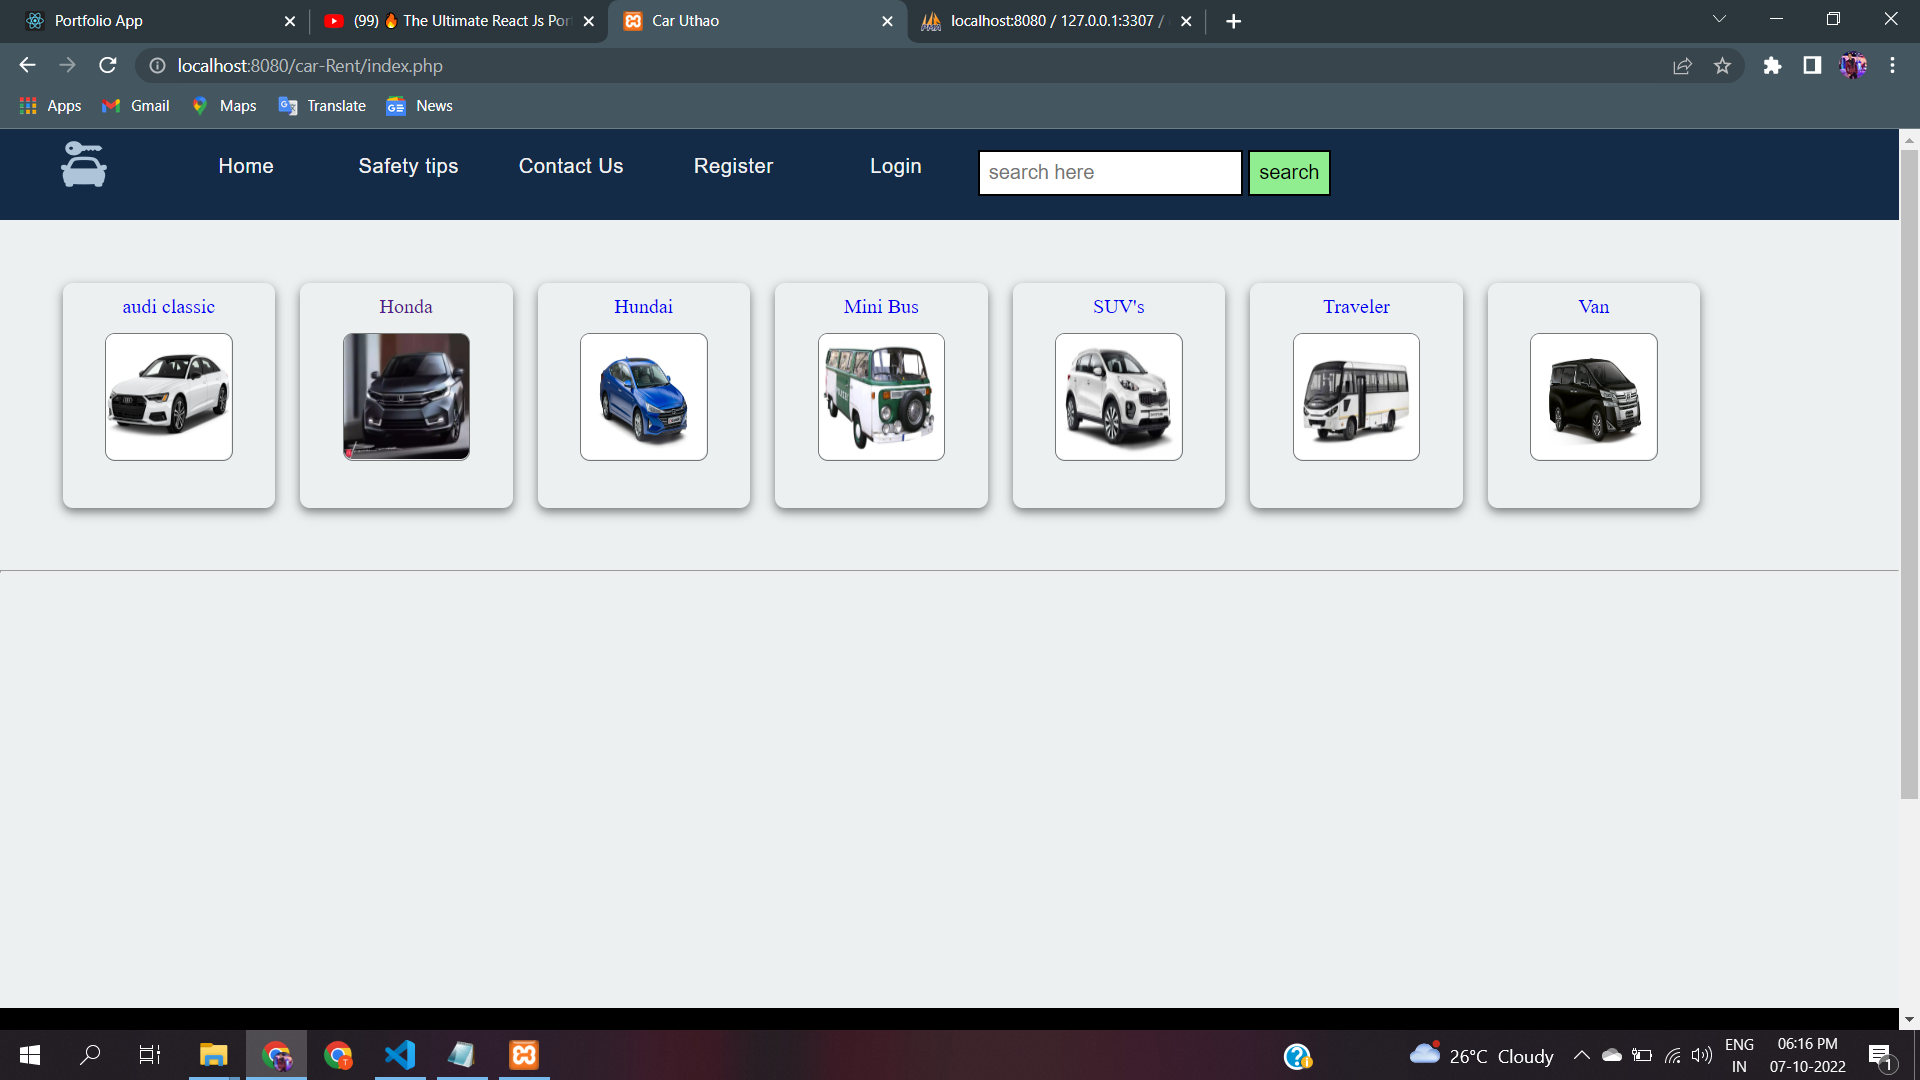 Portfolio App
(99) 🔥 The Ultimate React Js Por
Car Uthao
localhost:8080 / 127.0.0.1:3307 /
localhost:8080/car-Rent/index.php
Apps
Gmail
Maps
Translate
News
Home
Safety tips
Contact Us
Register
Login
search here
search
audi classic
Honda
Hundai
Mini Bus
SUV's
Traveler
Van
26°C Cloudy
ENG
IN
06:16 PM
07-10-2022
1